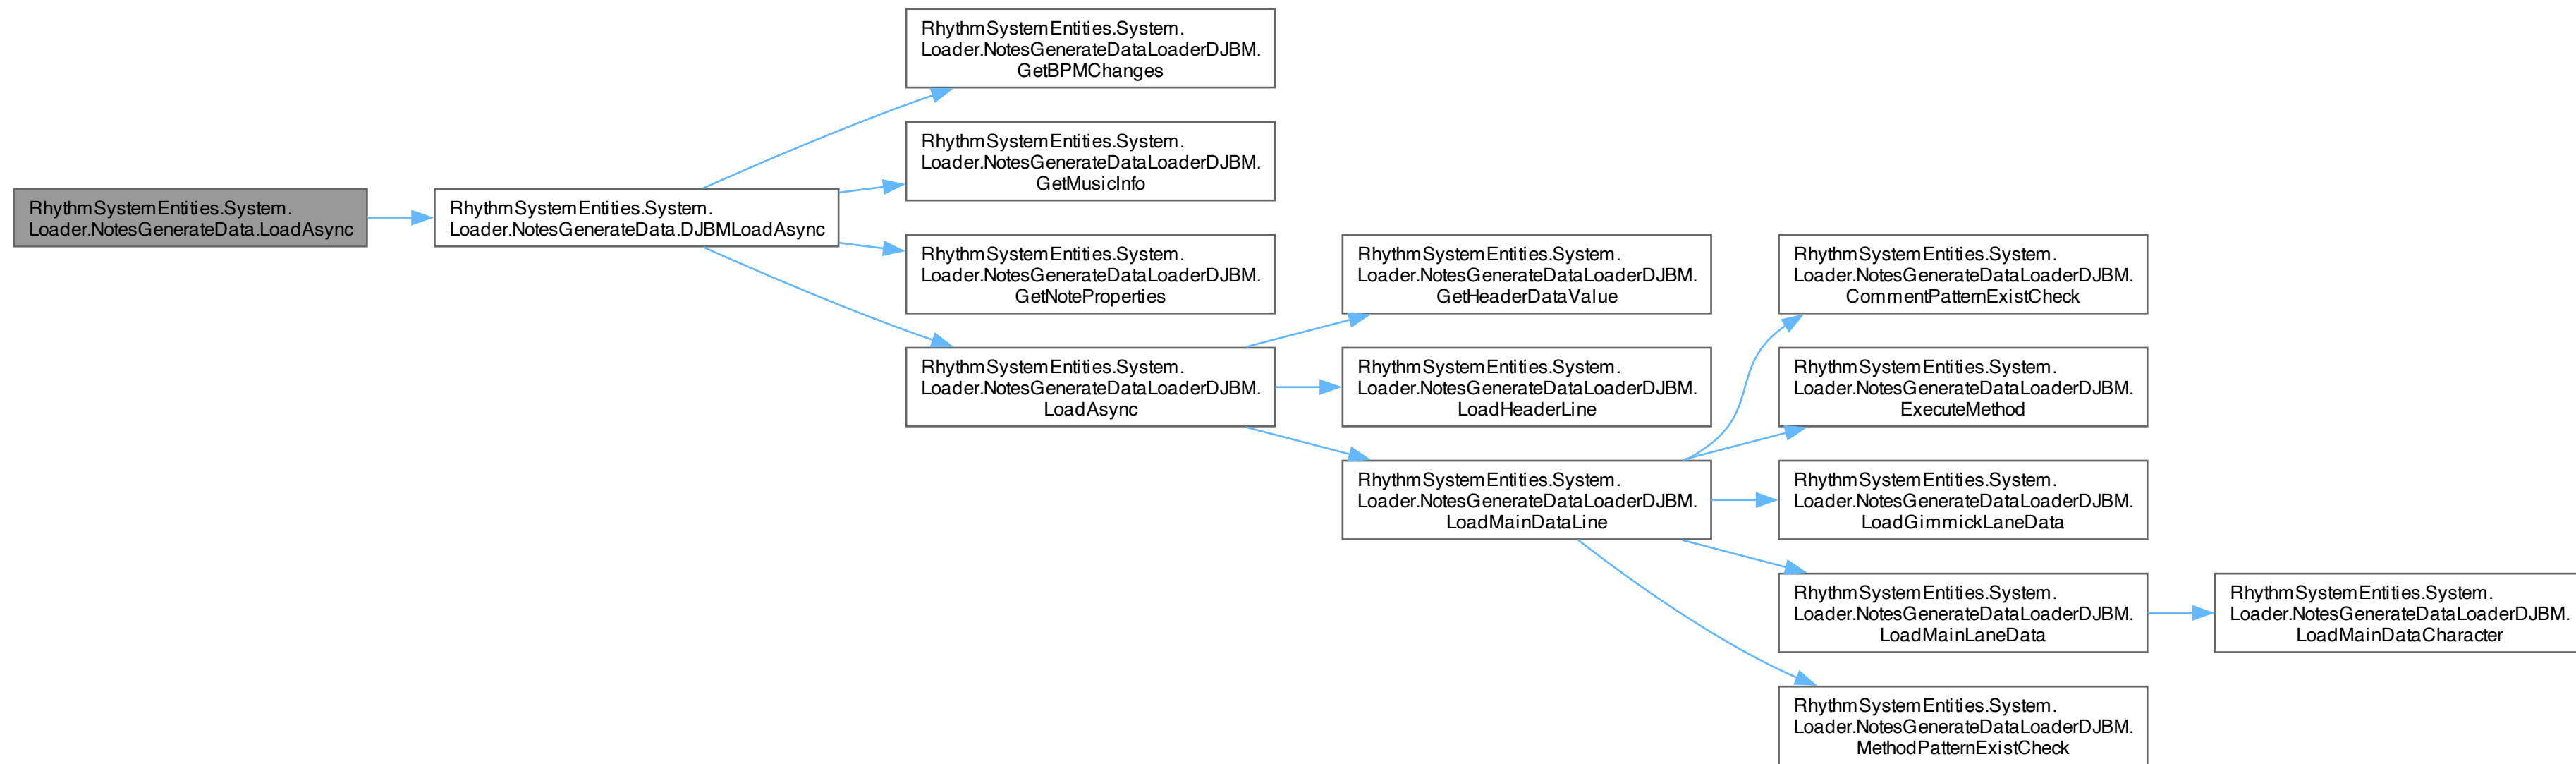 RhythmSystemEntities.System.
Loader.NotesGenerateData.LoadAsync
RhythmSystemEntities.System.
Loader.NotesGenerateData.DJBMLoadAsync
RhythmSystemEntities.System.
Loader.NotesGenerateDataLoaderDJBM.
GetBPMChanges
RhythmSystemEntities.System.
Loader.NotesGenerateDataLoaderDJBM.
GetMusicInfo
RhythmSystemEntities.System.
Loader.NotesGenerateDataLoaderDJBM.
GetNoteProperties
RhythmSystemEntities.System.
Loader.NotesGenerateDataLoaderDJBM.
LoadAsync
RhythmSystemEntities.System.
Loader.NotesGenerateDataLoaderDJBM.
GetHeaderDataValue
RhythmSystemEntities.System.
Loader.NotesGenerateDataLoaderDJBM.
LoadHeaderLine
RhythmSystemEntities.System.
Loader.NotesGenerateDataLoaderDJBM.
LoadMainDataLine
RhythmSystemEntities.System.
Loader.NotesGenerateDataLoaderDJBM.
CommentPatternExistCheck
RhythmSystemEntities.System.
Loader.NotesGenerateDataLoaderDJBM.
ExecuteMethod
RhythmSystemEntities.System.
Loader.NotesGenerateDataLoaderDJBM.
LoadGimmickLaneData
RhythmSystemEntities.System.
Loader.NotesGenerateDataLoaderDJBM.
LoadMainLaneData
RhythmSystemEntities.System.
Loader.NotesGenerateDataLoaderDJBM.
MethodPatternExistCheck
RhythmSystemEntities.System.
Loader.NotesGenerateDataLoaderDJBM.
LoadMainDataCharacter